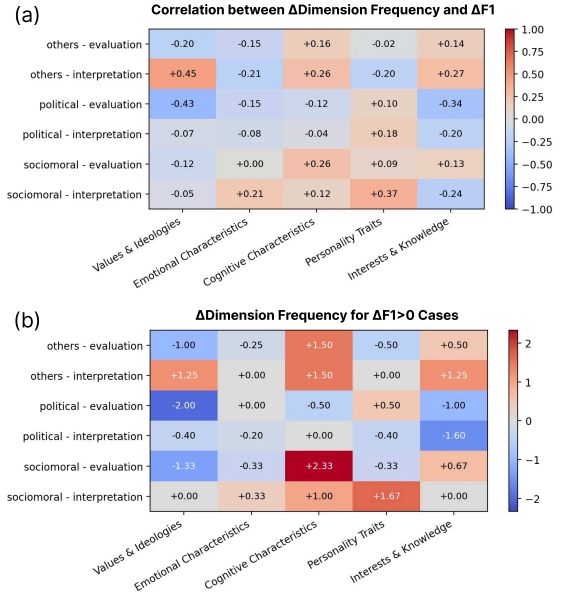 (a)
Correlation between ΔDimension Frequency and ΔF1
others - evaluation -0.20 -0.15 +0.16 -0.02 +0.14
others - interpretation +0.45 -0.21 +0.26 -0.20 +0.27
political - evaluation -0.43 -0.15 -0.12 +0.10 -0.34
political - interpretation -0.07 -0.08 -0.04 +0.18 -0.20
sociomoral - evaluation -0.12 +0.00 +0.26 +0.09 +0.13
sociomoral - interpretation -0.05 +0.21 +0.12 +0.37 -0.24
Values & Ideologies
Emotional Characteristics
Cognitive Characteristics
Personality Traits
Interests & Knowledge
1.00
0.75
0.50
0.25
0.00
−0.25
−0.50
−0.75
−1.00
(b)
ΔDimension Frequency for ΔF1>0 Cases
others - evaluation -1.00 -0.25 +1.50 -0.50 +0.50
others - interpretation +1.25 +0.00 +1.50 +0.00 +1.25
political - evaluation -2.00 +0.00 -0.50 +0.50 -1.00
political - interpretation -0.40 -0.20 +0.00 -0.40 -1.60
sociomoral - evaluation -1.33 -0.33 +2.33 -0.33 +0.67
sociomoral - interpretation +0.00 +0.33 +1.00 +1.67 +0.00
Values & Ideologies
Emotional Characteristics
Cognitive Characteristics
Personality Traits
Interests & Knowledge
2
1
0
−1
−2